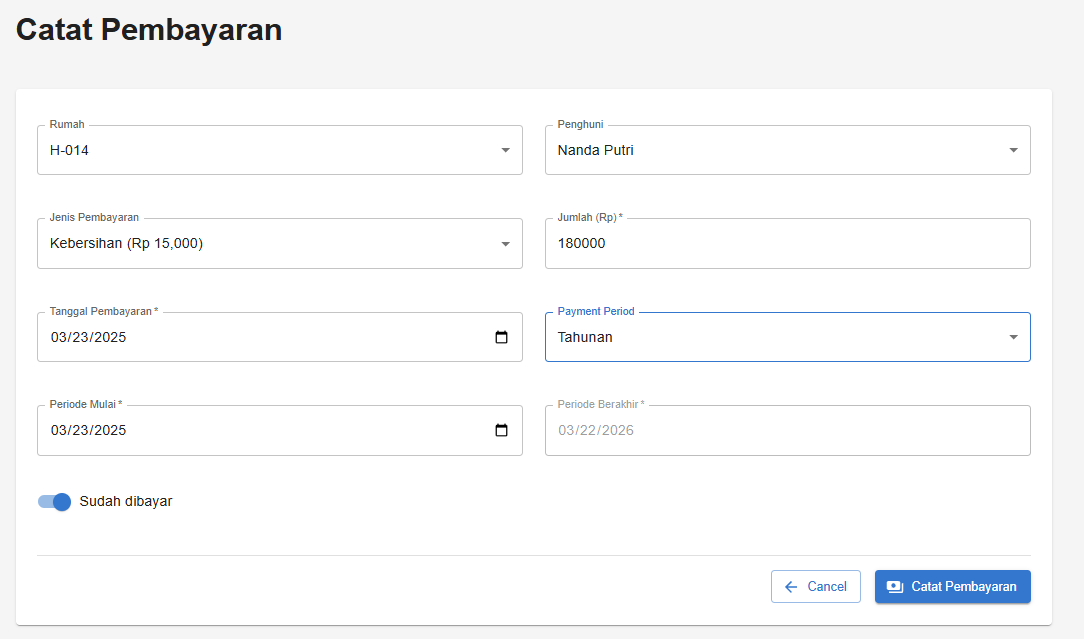 Catat Pembayaran
Rumah
H-014
Penghuni
Nanda Putri
Jenis Pembayaran
Kebersihan (Rp 15,000)
Jumlah (Rp) *
180000
Tanggal Pembayaran *
03/23/2025
Payment Period
Tahunan
Periode Mulai *
03/23/2025
Periode Berakhir *
03/22/2026
Sudah dibayar
Cancel
Catat Pembayaran